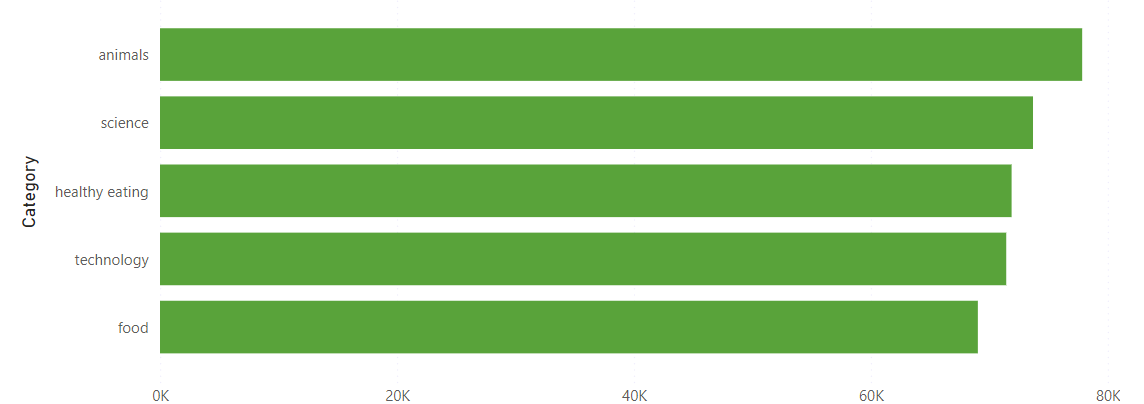 Category
animals
science
healthy eating
technology
food
0K 20K 40K 60K 80K